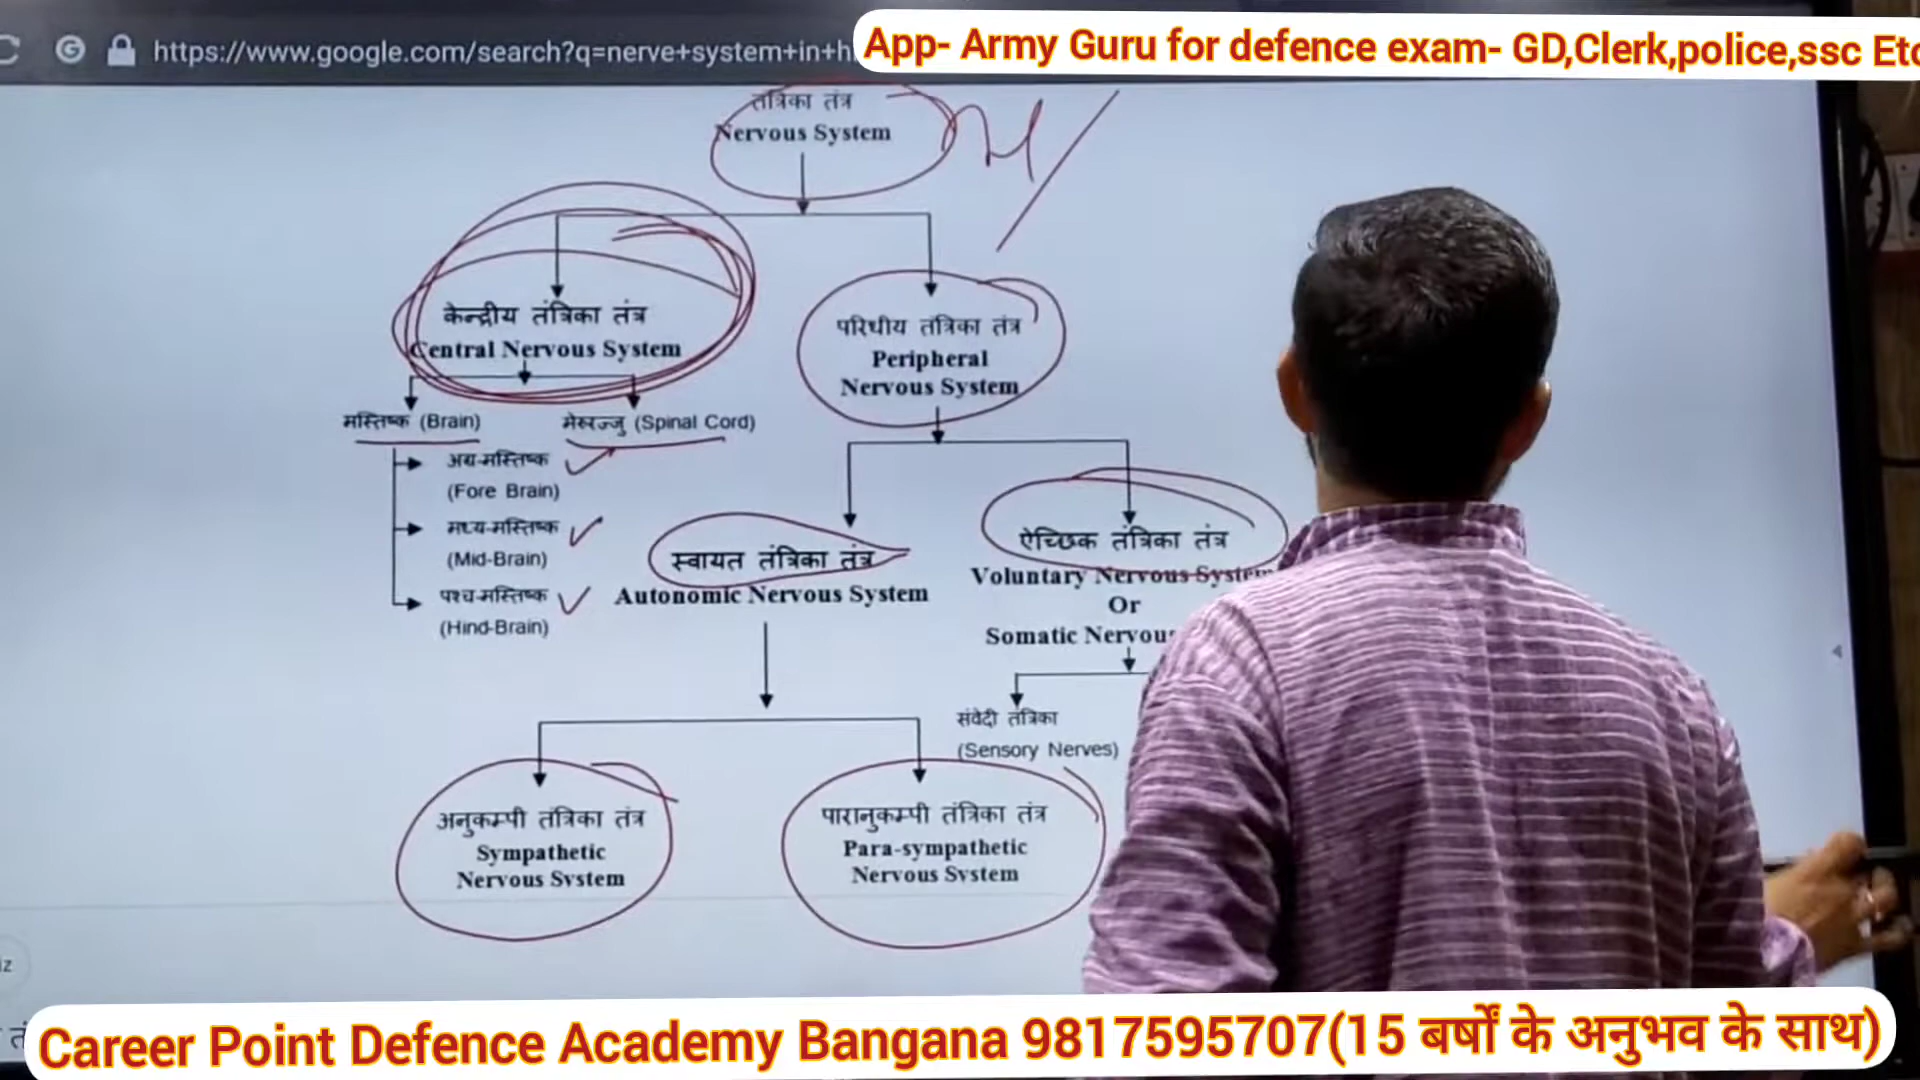 https://www.google.com/search?q=nerve+system+in+h
App- Army Guru for defence exam- GD,Clerk,police,ssc Etc
तंत्रिका तंत्र
Nervous System
केन्द्रीय तंत्रिका तंत्र
Central Nervous System
परिधीय तंत्रिका तंत्र
Peripheral
Nervous System
मस्तिष्क (Brain)
मेरूरज्जु (Spinal Cord)
अग्र-मस्तिष्क
(Fore Brain)
मध्य-मस्तिष्क
(Mid-Brain)
पश्च-मस्तिष्क
(Hind-Brain)
स्वायत तंत्रिका तंत्र
Autonomic Nervous System
ऐच्छिक तंत्रिका तंत्र
Voluntary Nervous System
Or
Somatic Nervous
संवेदी तंत्रिका
(Sensory Nerves)
अनुकम्पी तंत्रिका तंत्र
Sympathetic
Nervous System
पारानुकम्पी तंत्रिका तंत्र
Para-sympathetic
Nervous System
Career Point Defence Academy Bangana 9817595707(15 बर्षों के अनुभव के साथ)